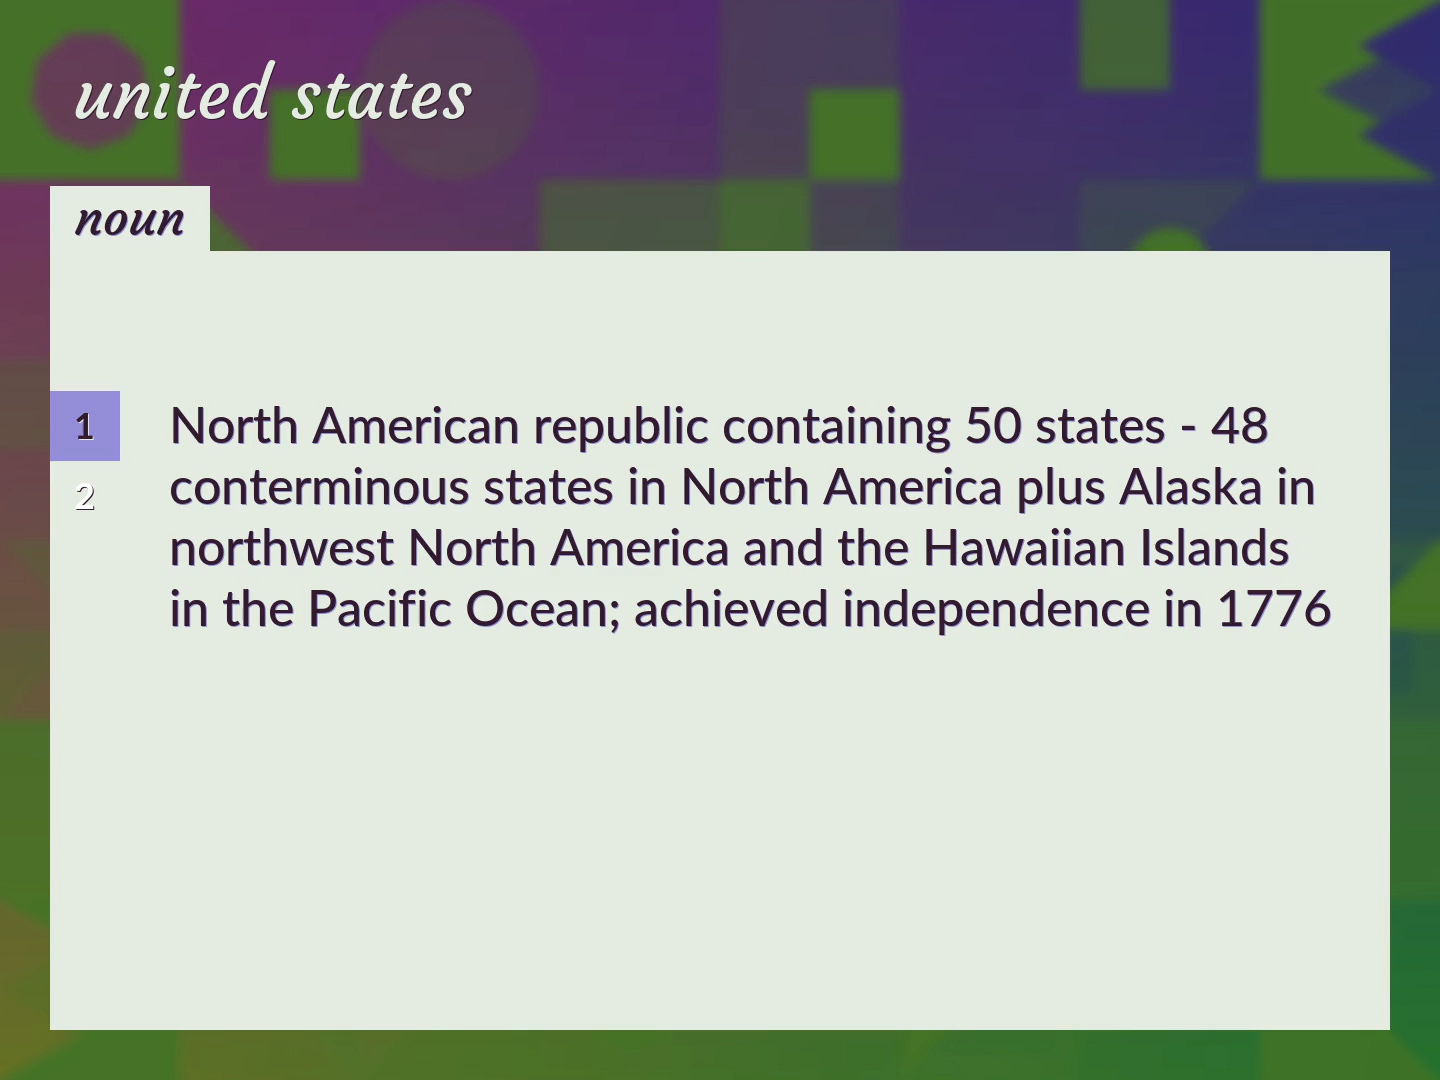 united states
noun
1
North American republic containing 50 states - 48
2
conterminous states in North America plus Alaska in
northwest North America and the Hawaiian Islands
in the Pacific Ocean; achieved independence in 1776